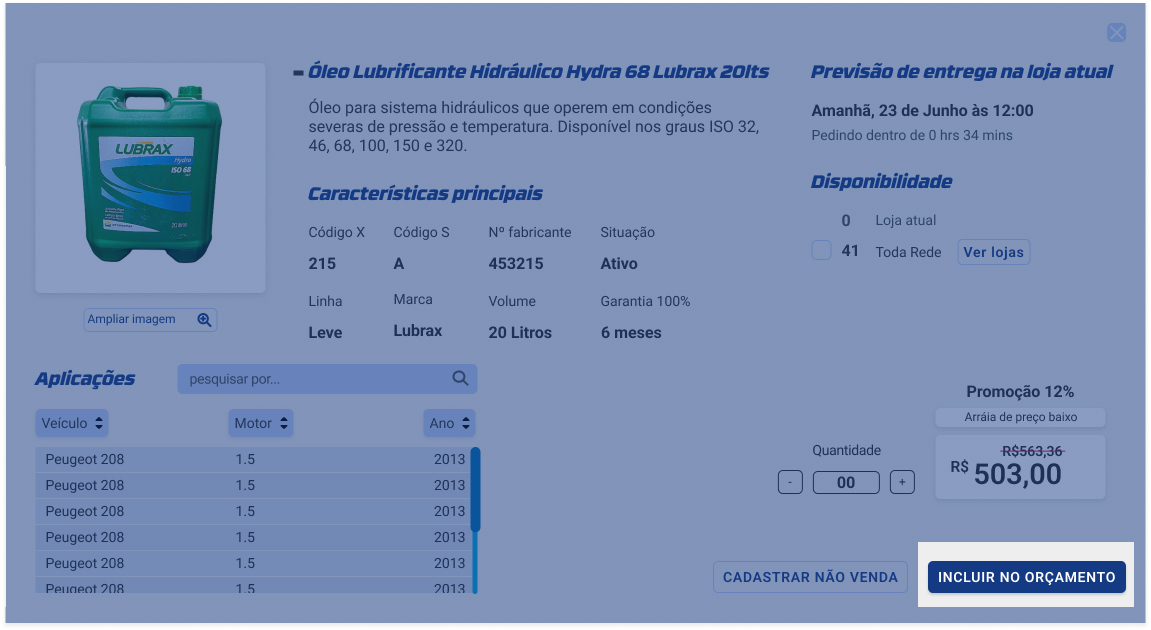 Óleo Lubrificante Hidráulico Hydra 68 Lubrax 20lts
Óleo para sistema hidráulicos que operem em condições
severas de pressão e temperatura. Disponível nos graus ISO 32,
46, 68, 100, 150 e 320.
LUBRAX
Hydra
ISO 68
Ampliar imagem
Características principais
Código X Código S Nº fabricante Situação
215 A 453215 Ativo
Linha Marca Volume Garantia 100%
Leve Lubrax 20 Litros 6 meses
Previsão de entrega na loja atual
Amanhã, 23 de Junho às 12:00
Pedindo dentro de 0 hrs 34 mins
Disponibilidade
0 Loja atual
41 Toda Rede Ver lojas
Aplicações pesquisar por...
Veículo Motor Ano
Peugeot 208 1.5 2013
Peugeot 208 1.5 2013
Peugeot 208 1.5 2013
Peugeot 208 1.5 2013
Peugeot 208 1.5 2013
Peugeot 208 1.5 2013
Promoção 12%
Arráia de preço baixo
Quantidade
- 00 +
R$563,36
R$ 503,00
CADASTRAR NÃO VENDA
INCLUIR NO ORÇAMENTO